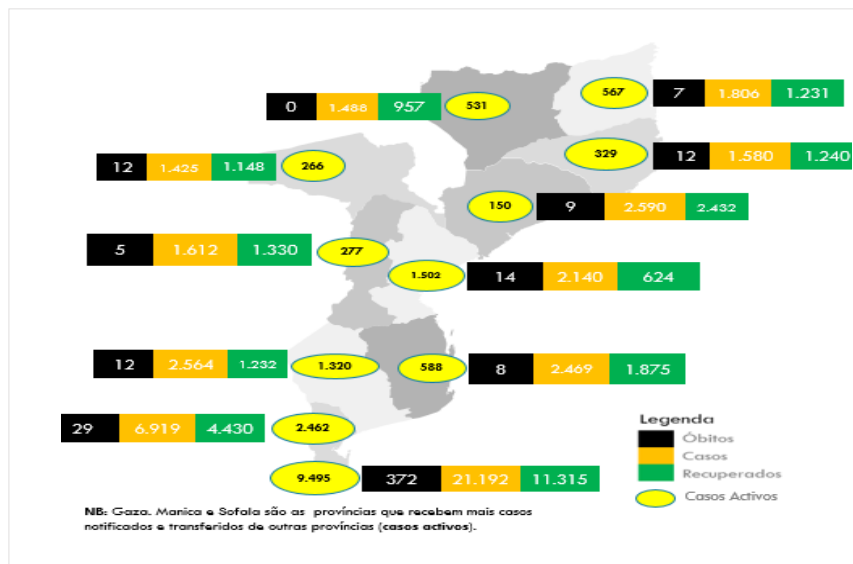 567 7 1.806 1.231
0 1.488 957 531
329 12 1.580 1.240
12 1.425 1.148 266
150 9 2.590 2.432
5 1.612 1.330 277
1.502 14 2.140 624
12 2.564 1.232 1.320
588 8 2.469 1.875
29 6.919 4.430 2.462
9.495 372 21.192 11.315
Legenda
Óbitos
Casos
Recuperados
Casos Activos
NB: Gaza. Manica e Sofala são as províncias que recebem mais casos
notificados e transferidos de outras províncias (casos activos).